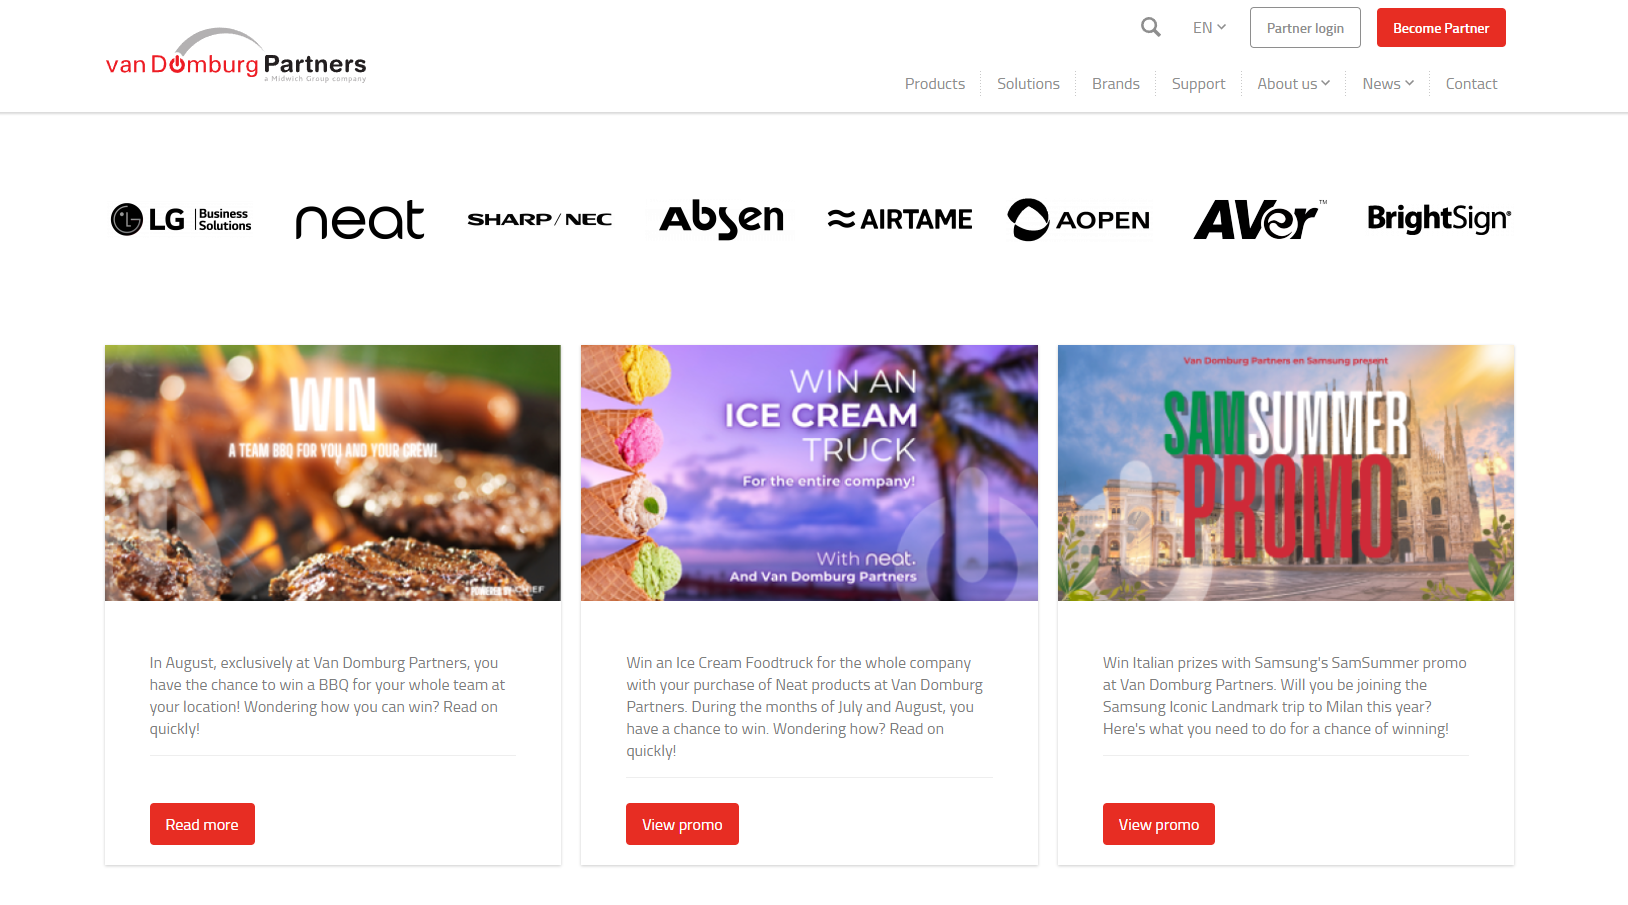 EN
Partner login
Become Partner
van Domburg Partners
a Midwich Group company
Products
Solutions
Brands
Support
About us
News
Contact
LG Business Solutions
neat
SHARP/NEC
Absen
AIRTAME
AOPEN
AVer™
BrightSign®
WIN
A TEAM BBQ FOR YOU AND YOUR CREW!
POWERED BY CHIEF
In August, exclusively at Van Domburg Partners, you
have the chance to win a BBQ for your whole team at
your location! Wondering how you can win? Read on
quickly!
Read more
WIN AN
ICE CREAM
TRUCK
For the entire company!
With neat.
And Van Domburg Partners
Win an Ice Cream Foodtruck for the whole company
with your purchase of Neat products at Van Domburg
Partners. During the months of July and August, you
have a chance to win. Wondering how? Read on
quickly!
View promo
Van Domburg Partners en Samsung present
SAMSUMMER
PROMO
Win Italian prizes with Samsung's SamSummer promo
at Van Domburg Partners. Will you be joining the
Samsung Iconic Landmark trip to Milan this year?
Here's what you need to do for a chance of winning!
View promo